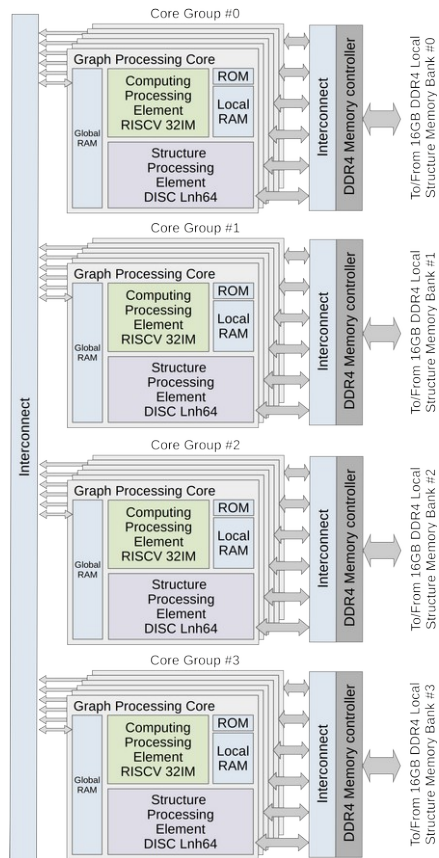 Core Group #0
Graph Processing Core
Global
RAM
Computing
Processing
Element
RISCV 32IM
ROM
Local
RAM
Structure
Processing
Element
DISC Lnh64
Interconnect
DDR4 Memory controller
To/From 16GB DDR4 Local
Structure Memory Bank #0
Core Group #1
Graph Processing Core
Global
RAM
Computing
Processing
Element
RISCV 32IM
ROM
Local
RAM
Structure
Processing
Element
DISC Lnh64
Interconnect
DDR4 Memory controller
To/From 16GB DDR4 Local
Structure Memory Bank #1
Interconnect
Core Group #2
Graph Processing Core
Global
RAM
Computing
Processing
Element
RISCV 32IM
ROM
Local
RAM
Structure
Processing
Element
DISC Lnh64
Interconnect
DDR4 Memory controller
To/From 16GB DDR4 Local
Structure Memory Bank #2
Core Group #3
Graph Processing Core
Global
RAM
Computing
Processing
Element
RISCV 32IM
ROM
Local
RAM
Structure
Processing
Element
DISC Lnh64
Interconnect
DDR4 Memory controller
To/From 16GB DDR4 Local
Structure Memory Bank #3